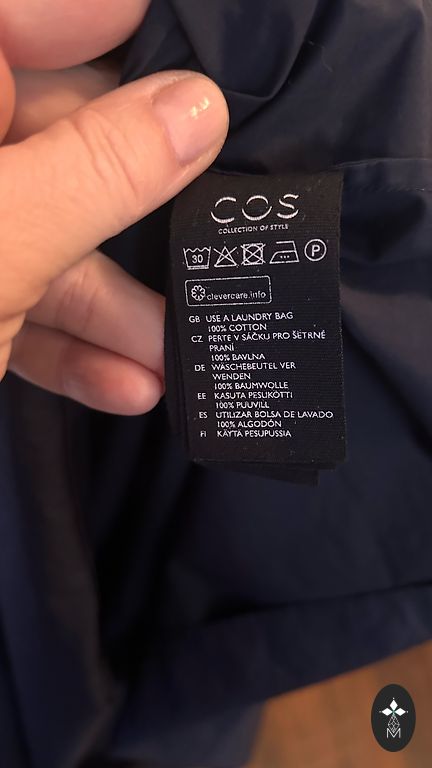 COS
COLLECTION OF STYLE
30
P
clevercare.info
GB USE A LAUNDRY BAG
100% COTTON
CZ PERTE V SÁČKU PRO ŠETRNÉ
PRANÍ
100% BAVLNA
DE WÄSCHEBEUTEL VER
WENDEN
100% BAUMWOLLE
EE KASUTA PESUKOTTI
100% PUUVILL
ES UTILIZAR BOLSA DE LAVADO
100% ALGODÓN
FI KÄYTÄ PESUPUSSIA
M